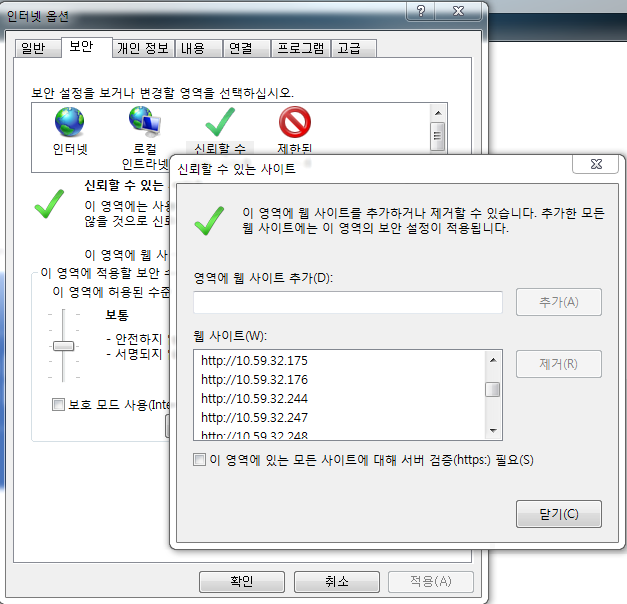 인터넷 옵션
일반 보안 개인 정보 내용 연결 프로그램 고급
보안 설정을 보거나 변경할 영역을 선택하십시오.
인터넷 로컬 신뢰할 수 제한된
인트라넷
신뢰할 수 있는
이 영역에는
않을 것으로
이 영역에 웹
이 영역에 적용할 보안
이 영역에 허용된 수준
보통
- 안전하지
- 서명되지
보호 모드 사용(Inte
확인 취소 적용(A)
신뢰할 수 있는 사이트
이 영역에 웹 사이트를 추가하거나 제거할 수 있습니다. 추가한 모든
웹 사이트에는 이 영역의 보안 설정이 적용됩니다.
영역에 웹 사이트 추가(D):
추가(A)
웹 사이트(W):
http://10.59.32.175
http://10.59.32.176
http://10.59.32.244
http://10.59.32.247
http://10.59.32.248
제거(R)
이 영역에 있는 모든 사이트에 대해 서버 검증(https:) 필요(S)
닫기(C)